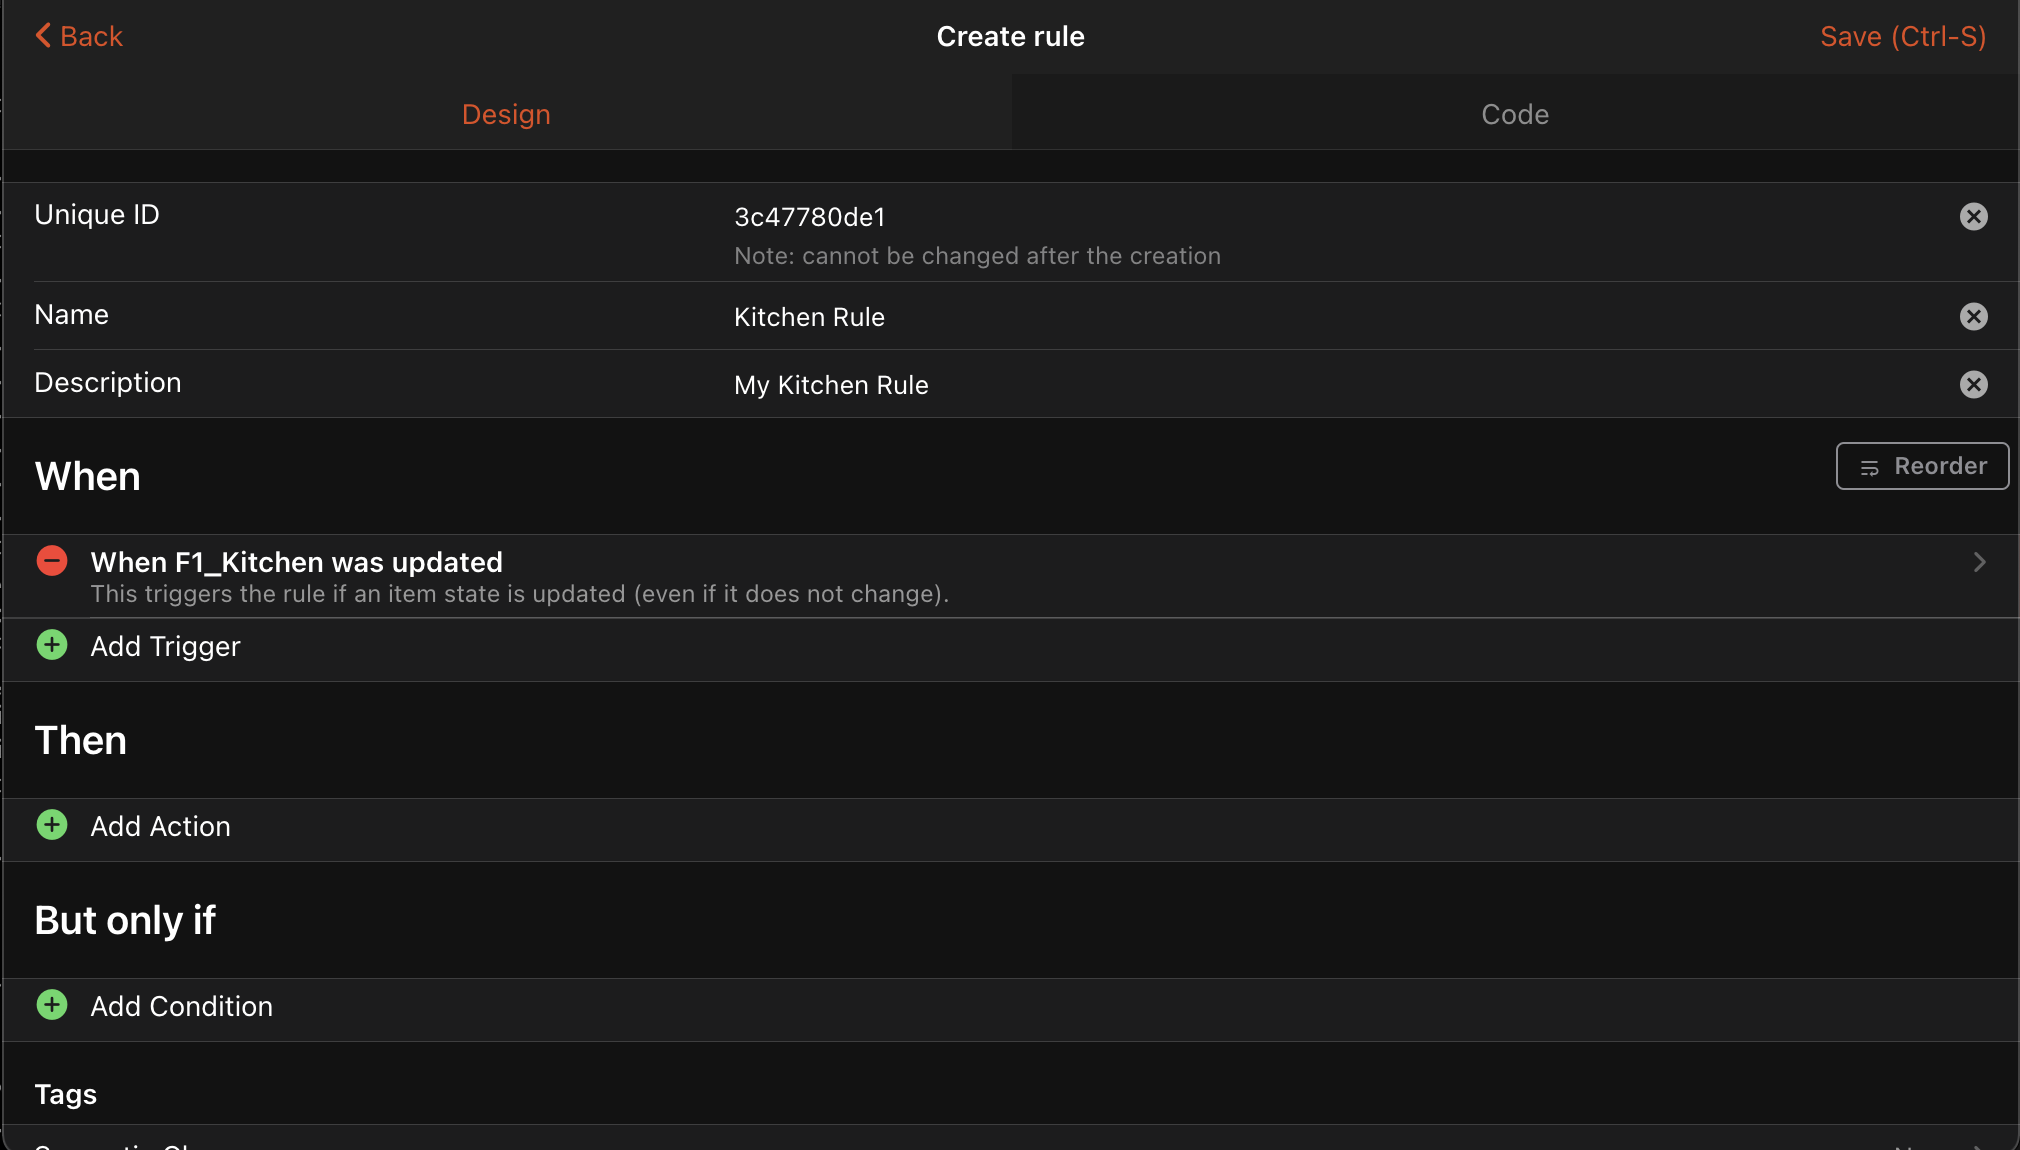 Back
Create rule
Save (Ctrl-S)
Design
Code
Unique ID
3c47780de1
Note: cannot be changed after the creation
Name
Kitchen Rule
Description
My Kitchen Rule
When
Reorder
When F1_Kitchen was updated
This triggers the rule if an item state is updated (even if it does not change).
Add Trigger
Then
Add Action
But only if
Add Condition
Tags